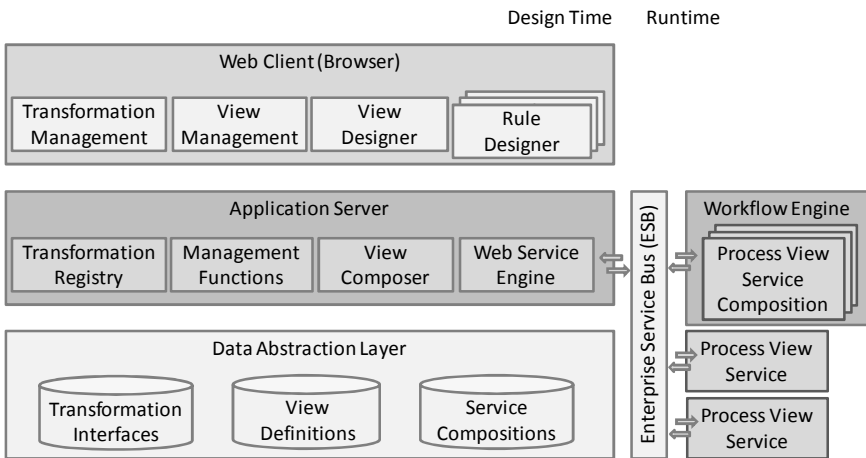 Design Time Runtime
Web Client (Browser)
Transformation
Management
View
Management
View
Designer
Rule
Designer
Application Server
Transformation
Registry
Management
Functions
View
Composer
Web Service
Engine
Data Abstraction Layer
Transformation
Interfaces
View
Definitions
Service
Compositions
Enterprise Service Bus (ESB)
Workflow Engine
Process View
Service
Composition
Process View
Service
Process View
Service